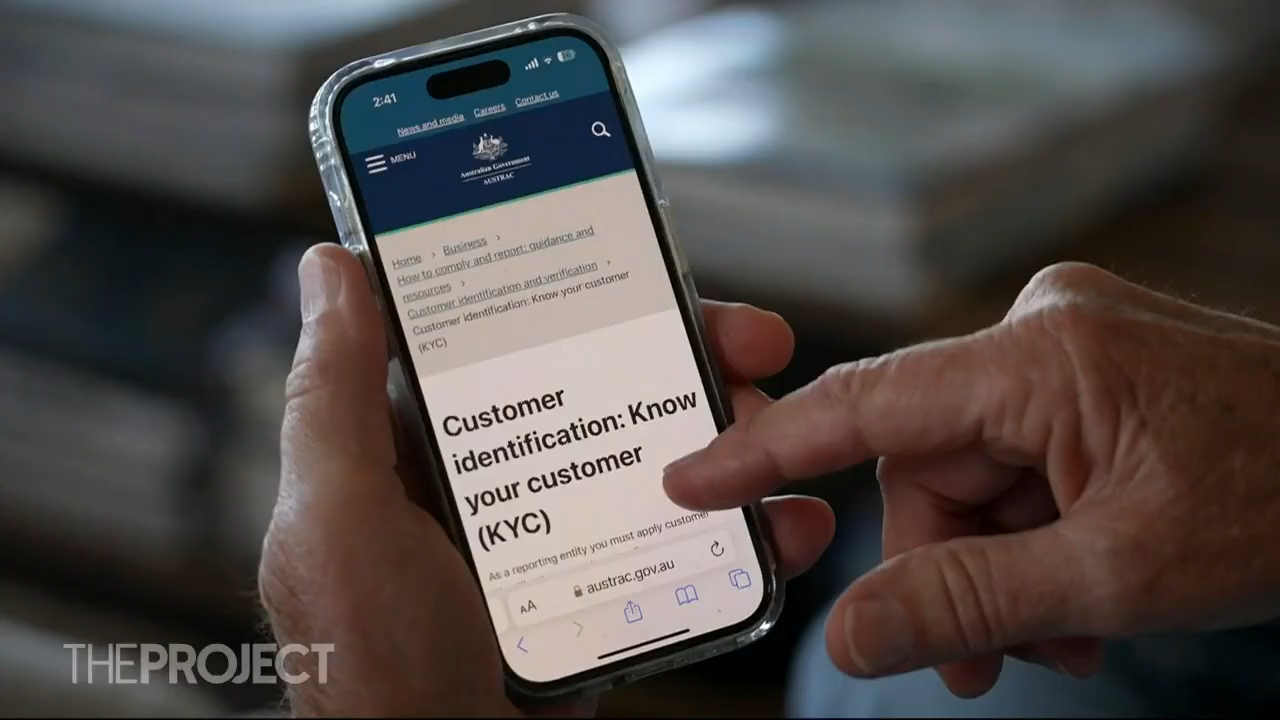 2:41
News and media Careers Contact us
MENU
Australian Government
AUSTRAC
Home > Business >
How to comply and report: guidance and
resources >
Customer identification and verification >
Customer identification: Know your customer
(KYC)
Customer
identification: Know
your customer
(KYC)
As a reporting entity you must apply customer
AA austrac.gov.au
THEPROJECT